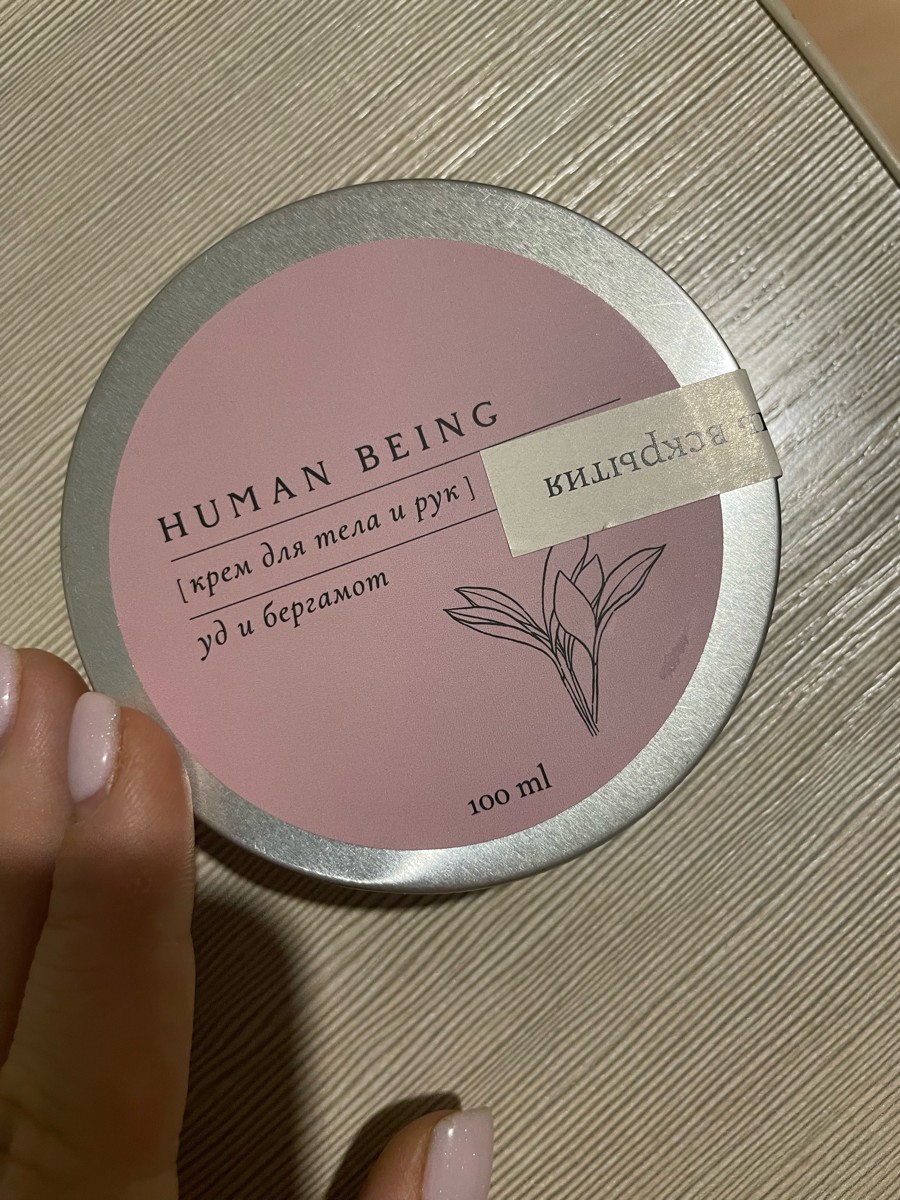 HUMAN BEING
[ крем для тела и рук ]
уд и бергамот
100 ml
вскрытия